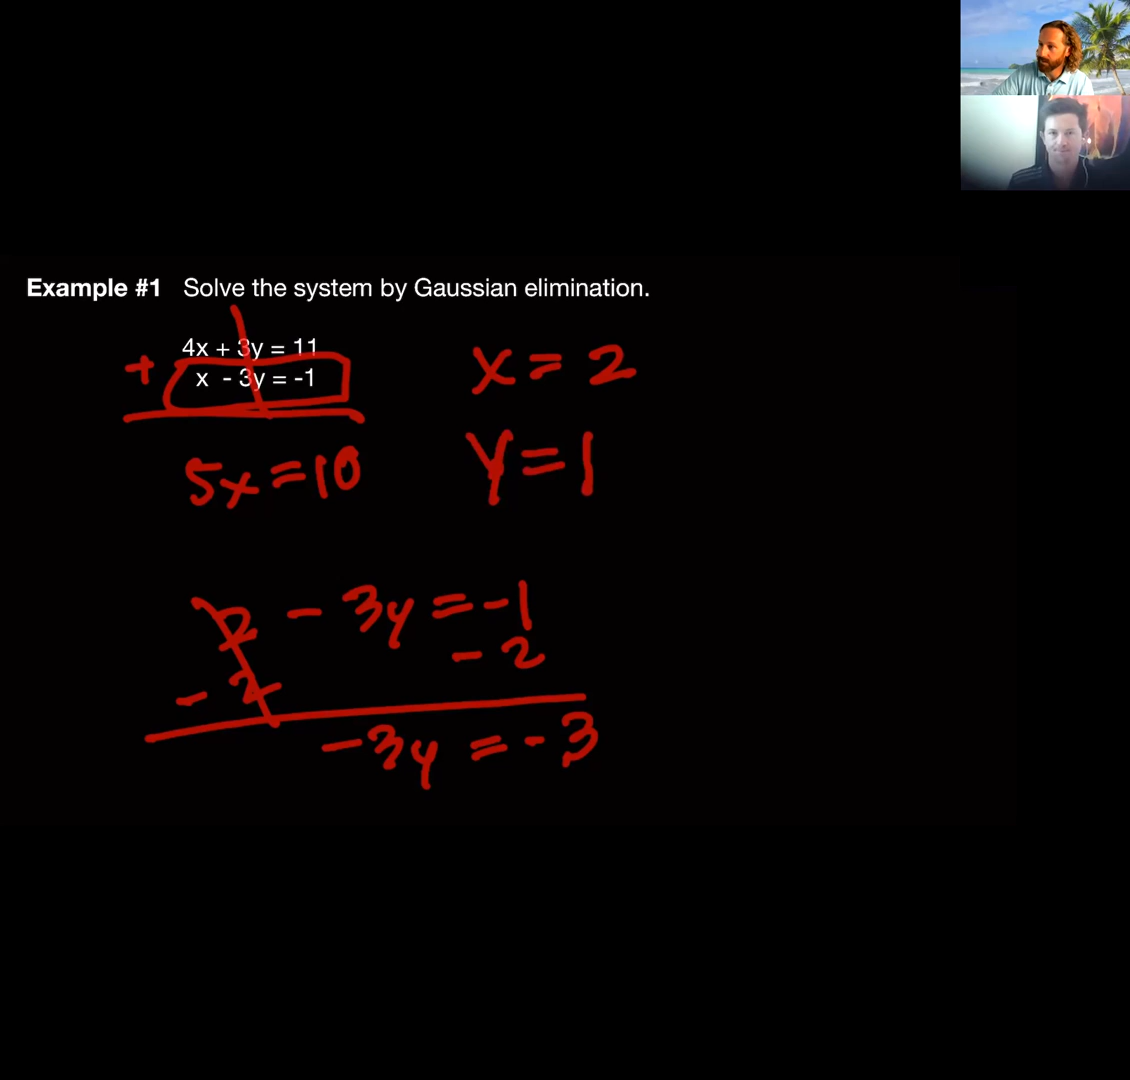 Example #1 Solve the system by Gaussian elimination.
4x + 3y = 11
+ x - 3y = -1
5x = 10
x = 2
y = 1
2 - 3y = -1
- 2
- 2
-3y = -3